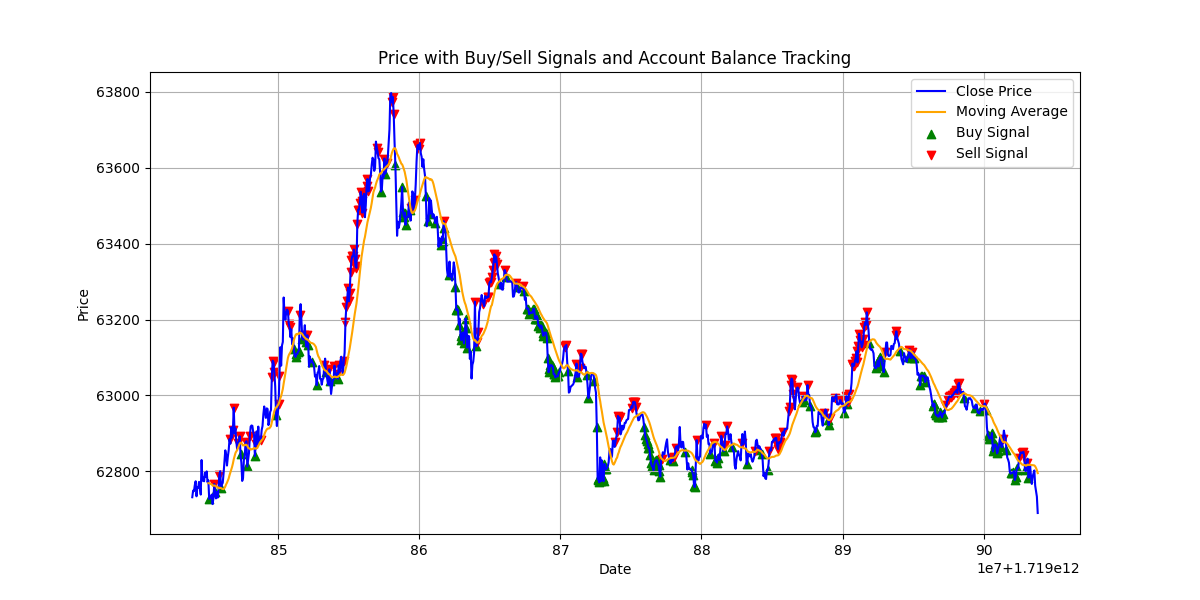 Price with Buy/Sell Signals and Account Balance Tracking
63800
63600
63400
63200
63000
62800
Price
Close Price
Moving Average
Buy Signal
Sell Signal
85 86 87 88 89 90
Date
1e7+1.719e12